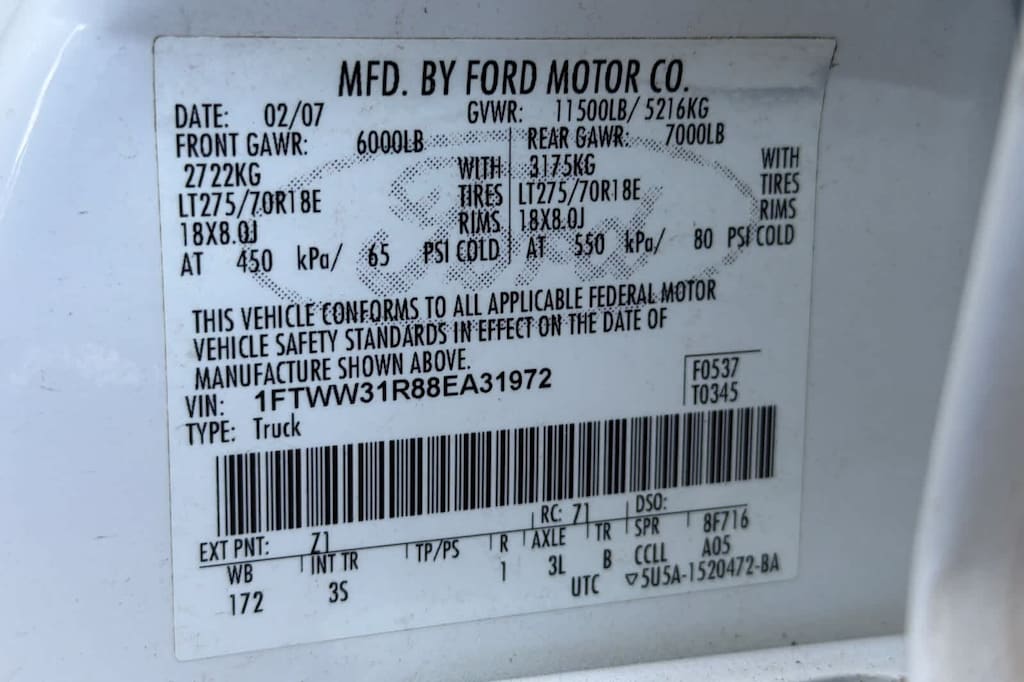 MFD. BY FORD MOTOR CO.
DATE: 02/07 GVWR: 11500LB/ 5216KG
FRONT GAWR: 6000LB REAR GAWR: 7000LB
2722KG WITH 3175KG WITH
LT275/70R18E TIRES LT275/70R18E TIRES
18X8.0J RIMS 18X8.0J RIMS
AT 450 kPa/ 65 PSI COLD AT 550 kPa/ 80 PSI COLD
Ford
THIS VEHICLE CONFORMS TO ALL APPLICABLE FEDERAL MOTOR
VEHICLE SAFETY STANDARDS IN EFFECT ON THE DATE OF
MANUFACTURE SHOWN ABOVE.
VIN: 1FTWW31R88EA31972
F0537
T0345
TYPE: Truck
EXT PNT: Z1 RC: Z1 DSO:
WB INT TR TP/PS R AXLE TR SPR 8F716
172 3S 1 3L B CCLL A05
UTC ▽5U5A-1520472-BA